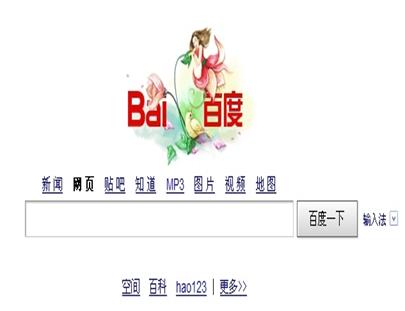 Bai 百度
新闻 网页 贴吧 知道 MP3 图片 视频 地图
百度一下 输入法
空间 百科 hao123 | 更多>>